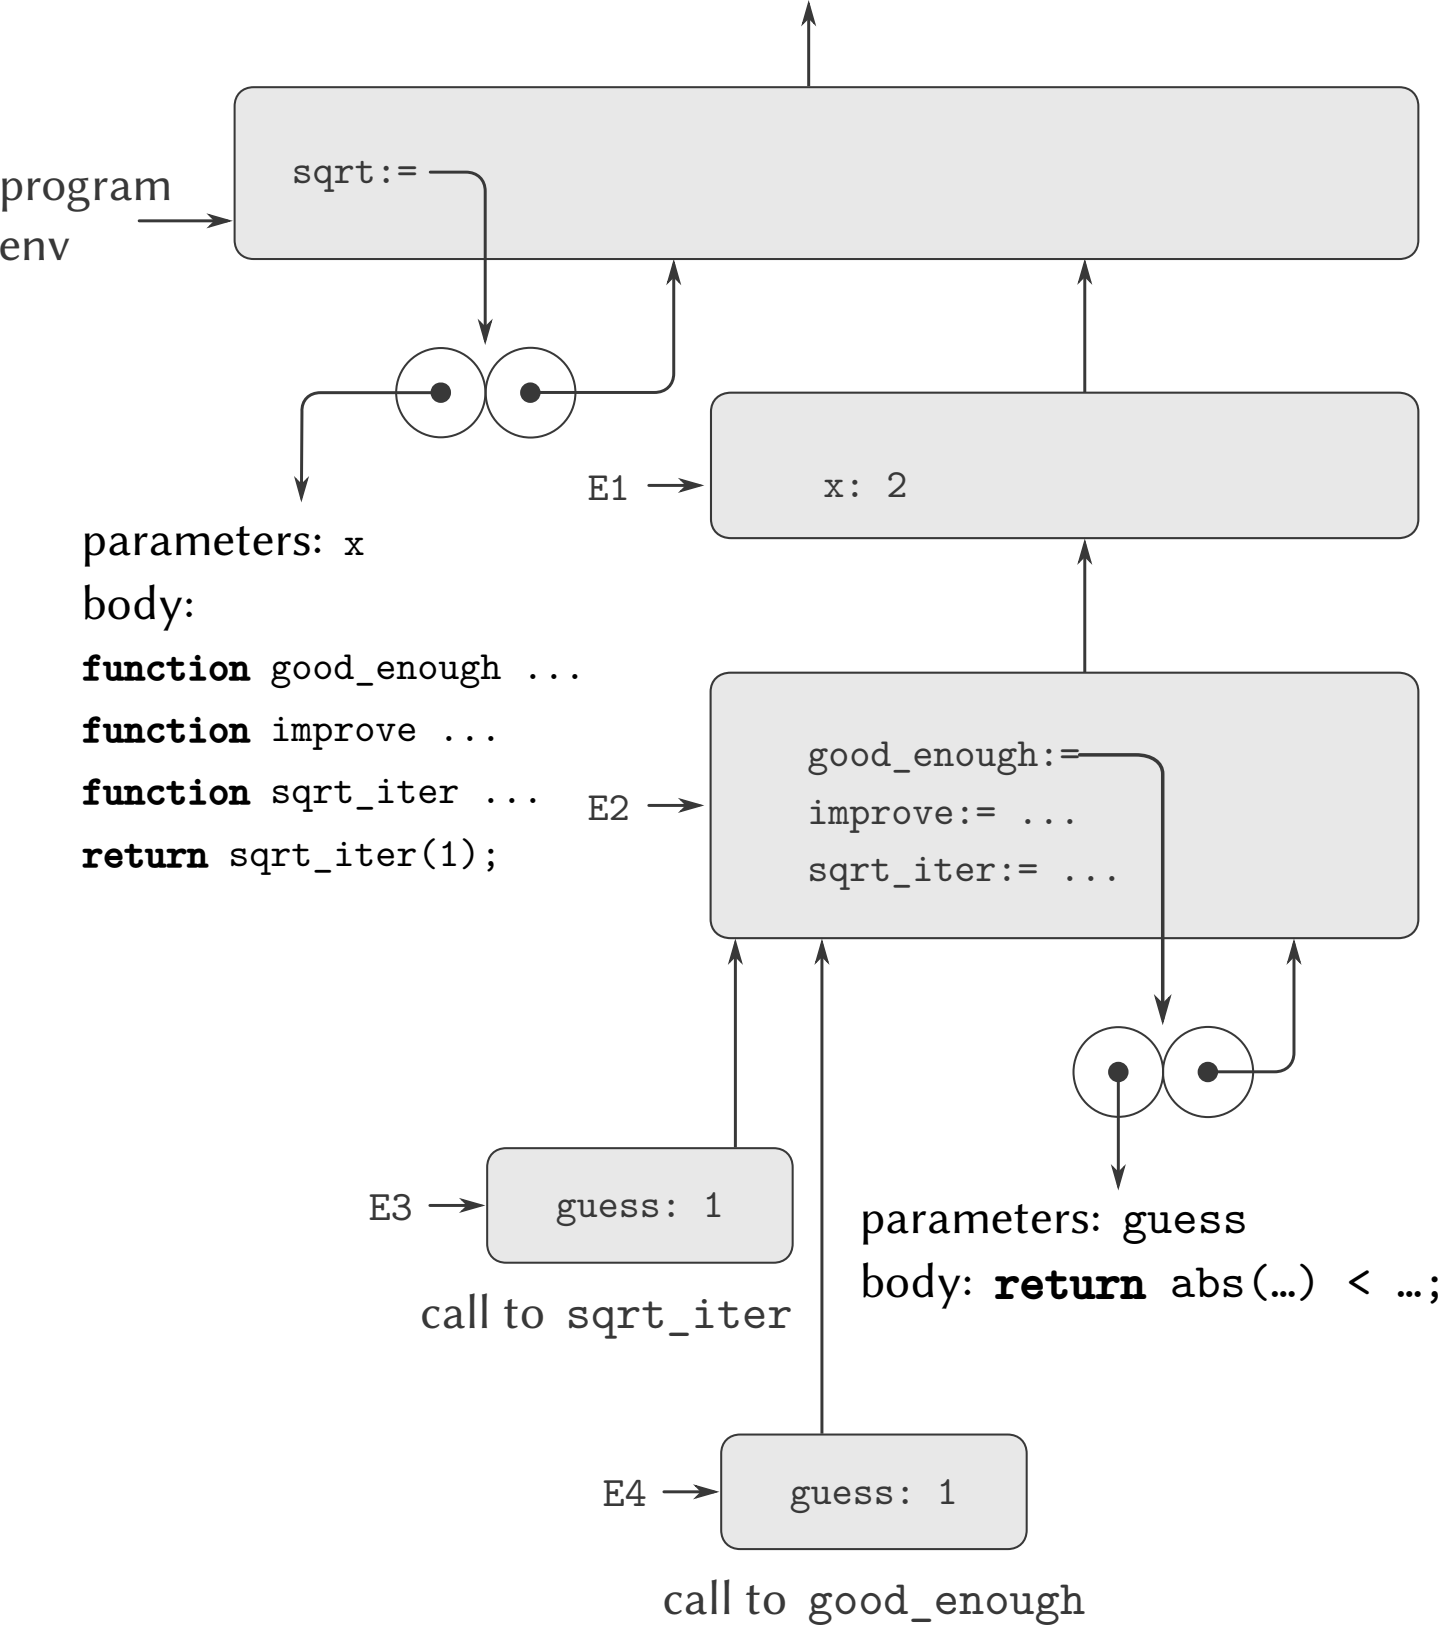 sqrt:=
program
env
E1
x: 2
parameters: x
body:
function good_enough ...
function improve ...
function sqrt_iter ...
return sqrt_iter(1);
E2
good_enough:=
improve:= ...
sqrt_iter:= ...
E3
guess: 1
call to sqrt_iter
parameters: guess
body: return abs(…) < …;
E4
guess: 1
call to good_enough